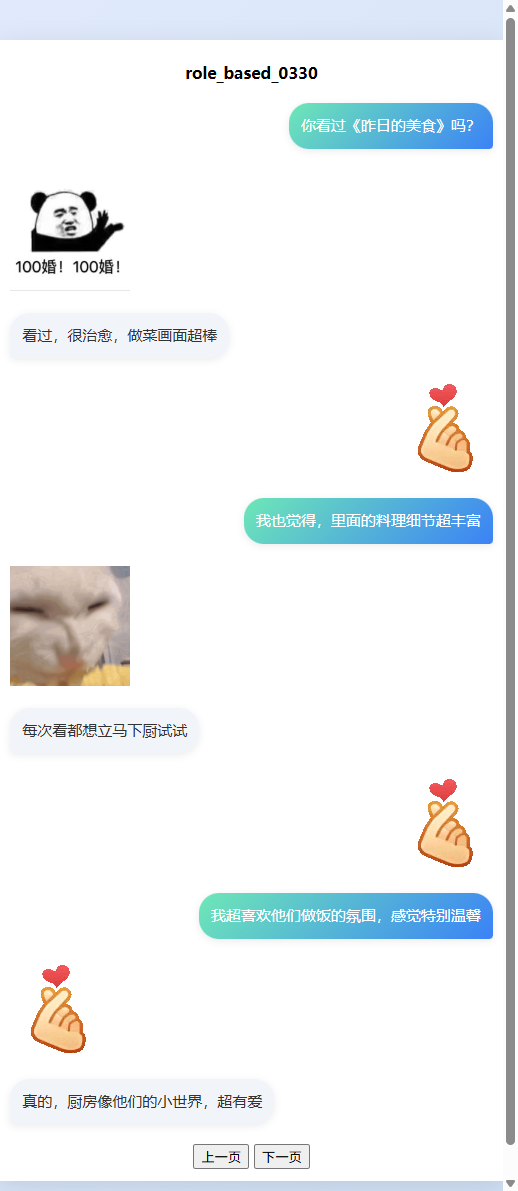 role_based_0330
你看过《昨日的美食》吗？
100婚！100婚！
看过，很治愈，做菜画面超棒
我也觉得，里面的料理细节超丰富
每次看都想立马下厨试试
我超喜欢他们做饭的氛围，感觉特别温馨
真的，厨房像他们的小世界，超有爱
上一页 下一页